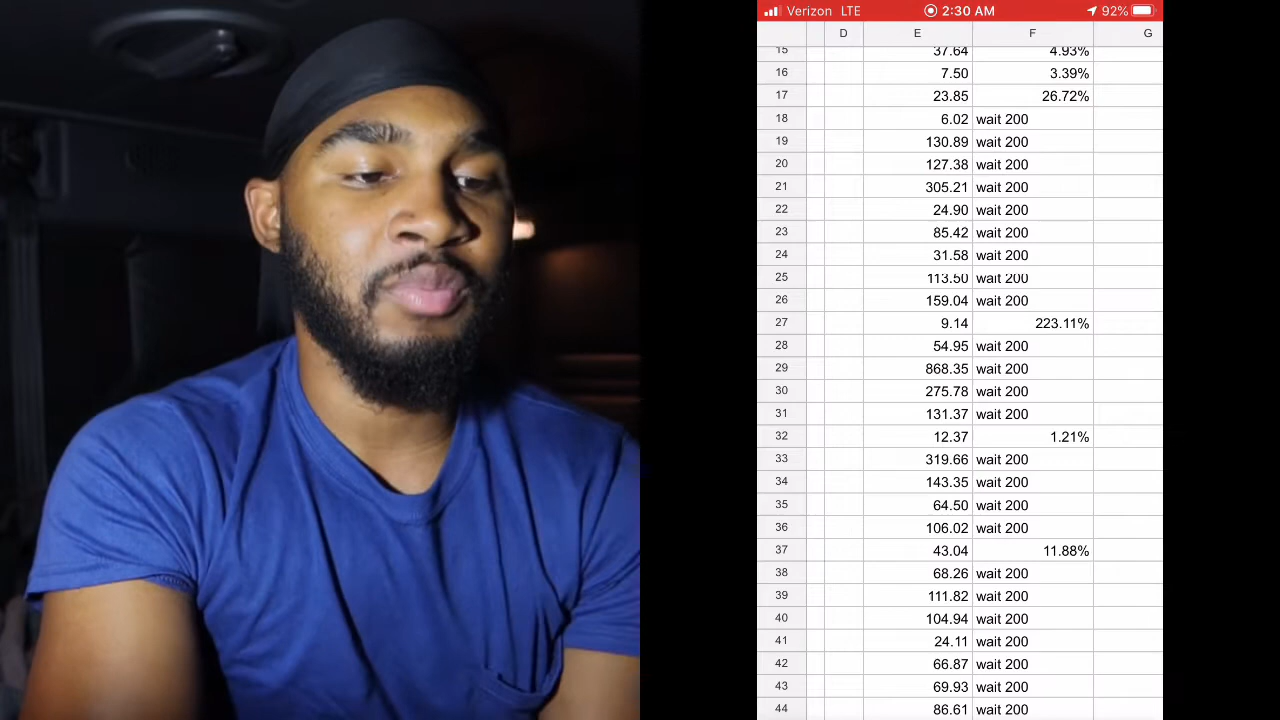 Verizon LTE 2:30 AM 92%
D E F G
15 37.64 4.93%
16 7.50 3.39%
17 23.85 26.72%
18 6.02 wait 200
19 130.89 wait 200
20 127.38 wait 200
21 305.21 wait 200
22 24.90 wait 200
23 85.42 wait 200
24 31.58 wait 200
25 113.50 wait 200
26 159.04 wait 200
27 9.14 223.11%
28 54.95 wait 200
29 868.35 wait 200
30 275.78 wait 200
31 131.37 wait 200
32 12.37 1.21%
33 319.66 wait 200
34 143.35 wait 200
35 64.50 wait 200
36 106.02 wait 200
37 43.04 11.88%
38 68.26 wait 200
39 111.82 wait 200
40 104.94 wait 200
41 24.11 wait 200
42 66.87 wait 200
43 69.93 wait 200
44 86.61 wait 200